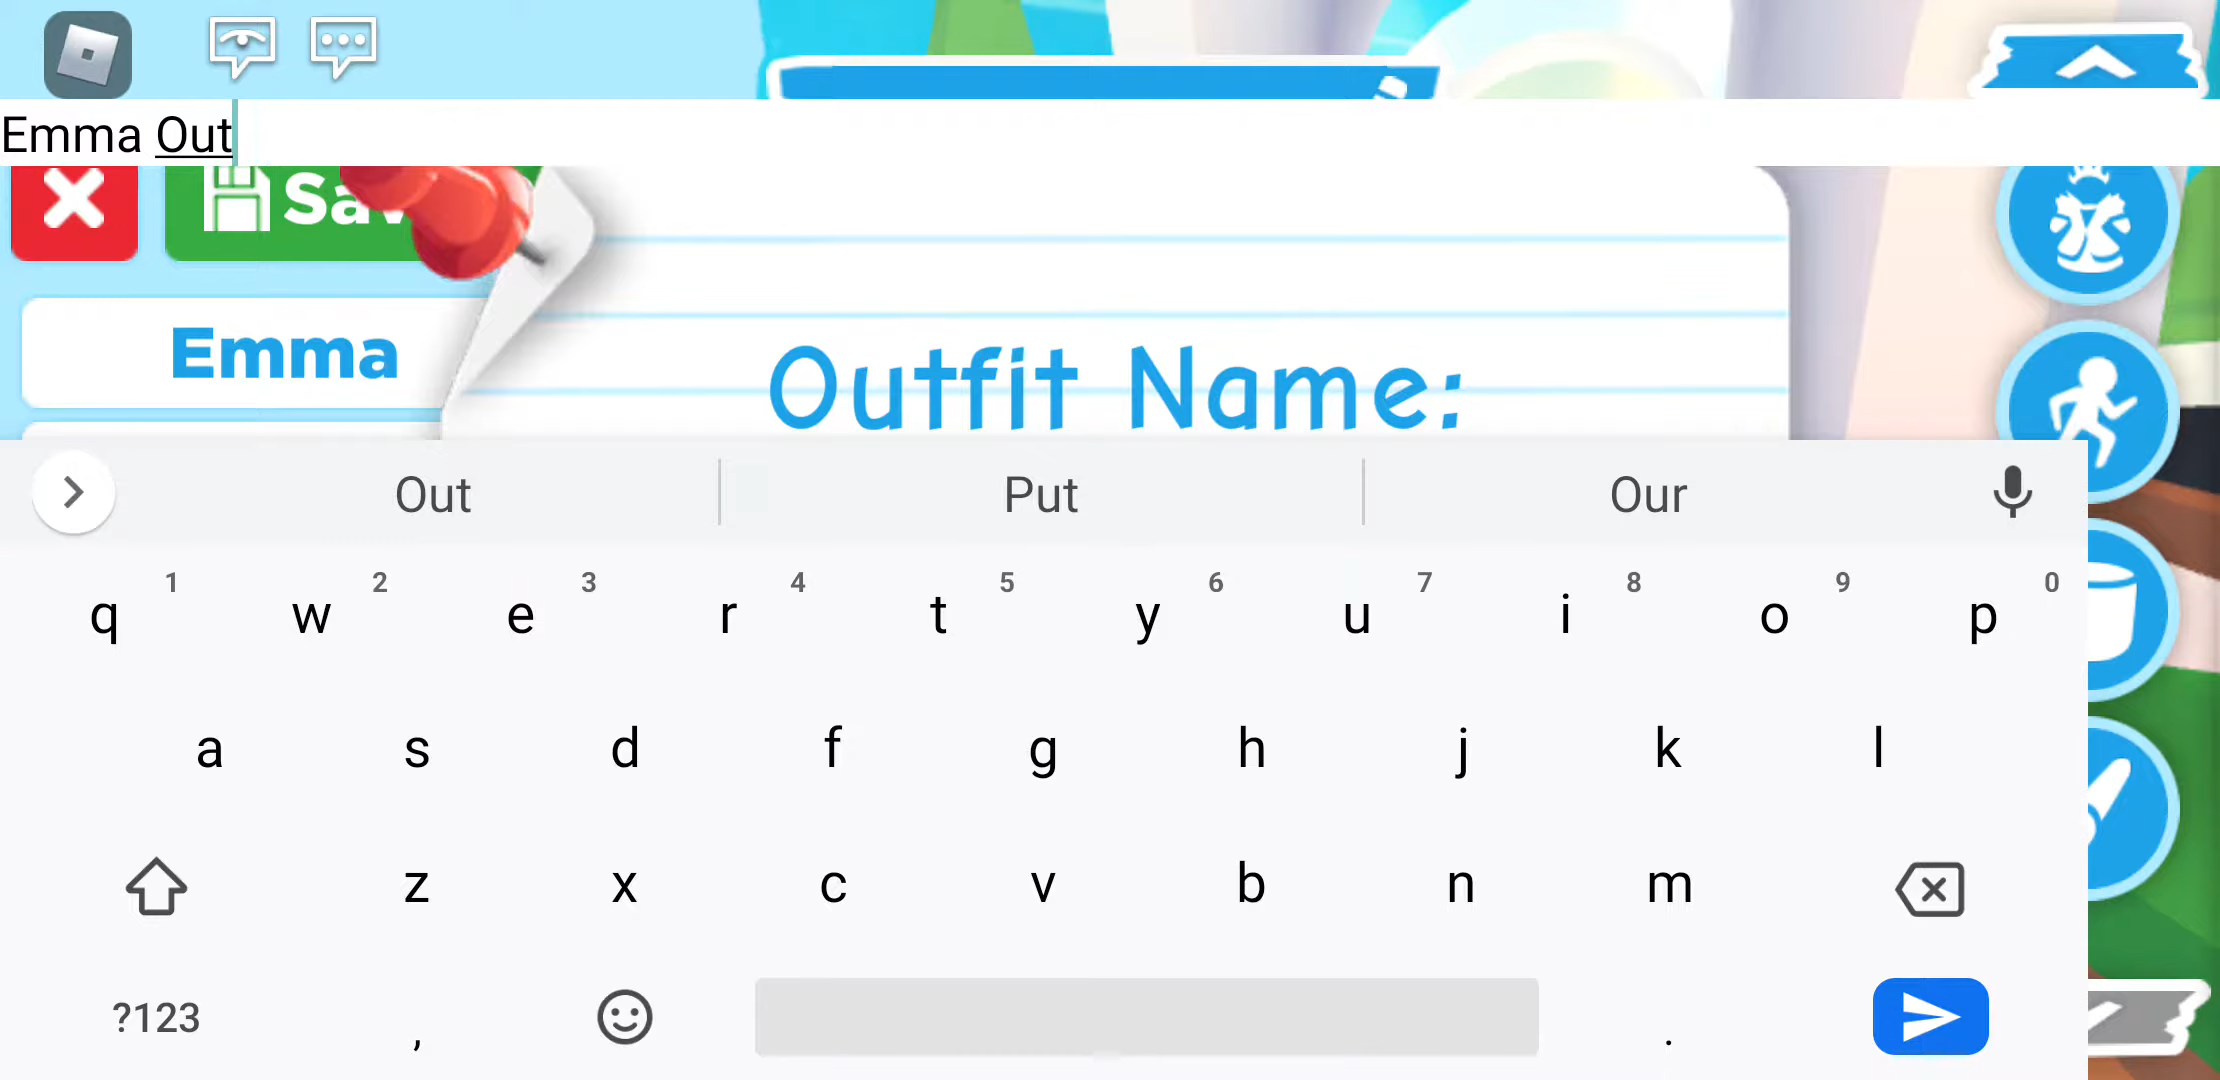 Emma Out
Sav
Emma
Outfit Name:
Out Put Our
1 2 3 4 5 6 7 8 9 0
q w e r t y u i o p
a s d f g h j k l
z x c v b n m
?123 , .